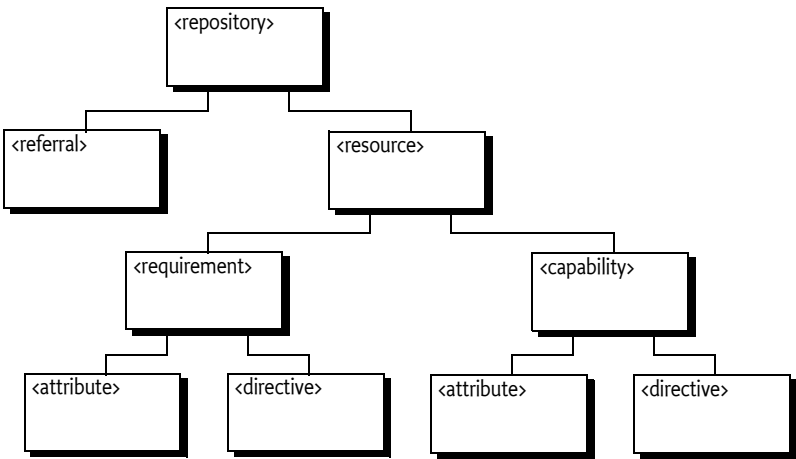 <repository>
<referral>
<resource>
<requirement>
<capability>
<attribute>
<directive>
<attribute>
<directive>